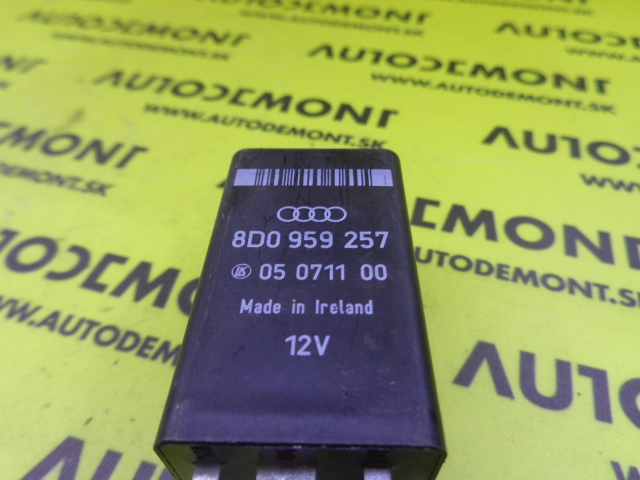 AUTODEMONT
WWW.AUTODEMONT.SK
AUTODEMONT
WWW.AUTODEMONT.SK
8D0 959 257
LK 05 0711 00
Made in Ireland
12V
AUTODEMONT
WWW.AUTODEMONT.SK